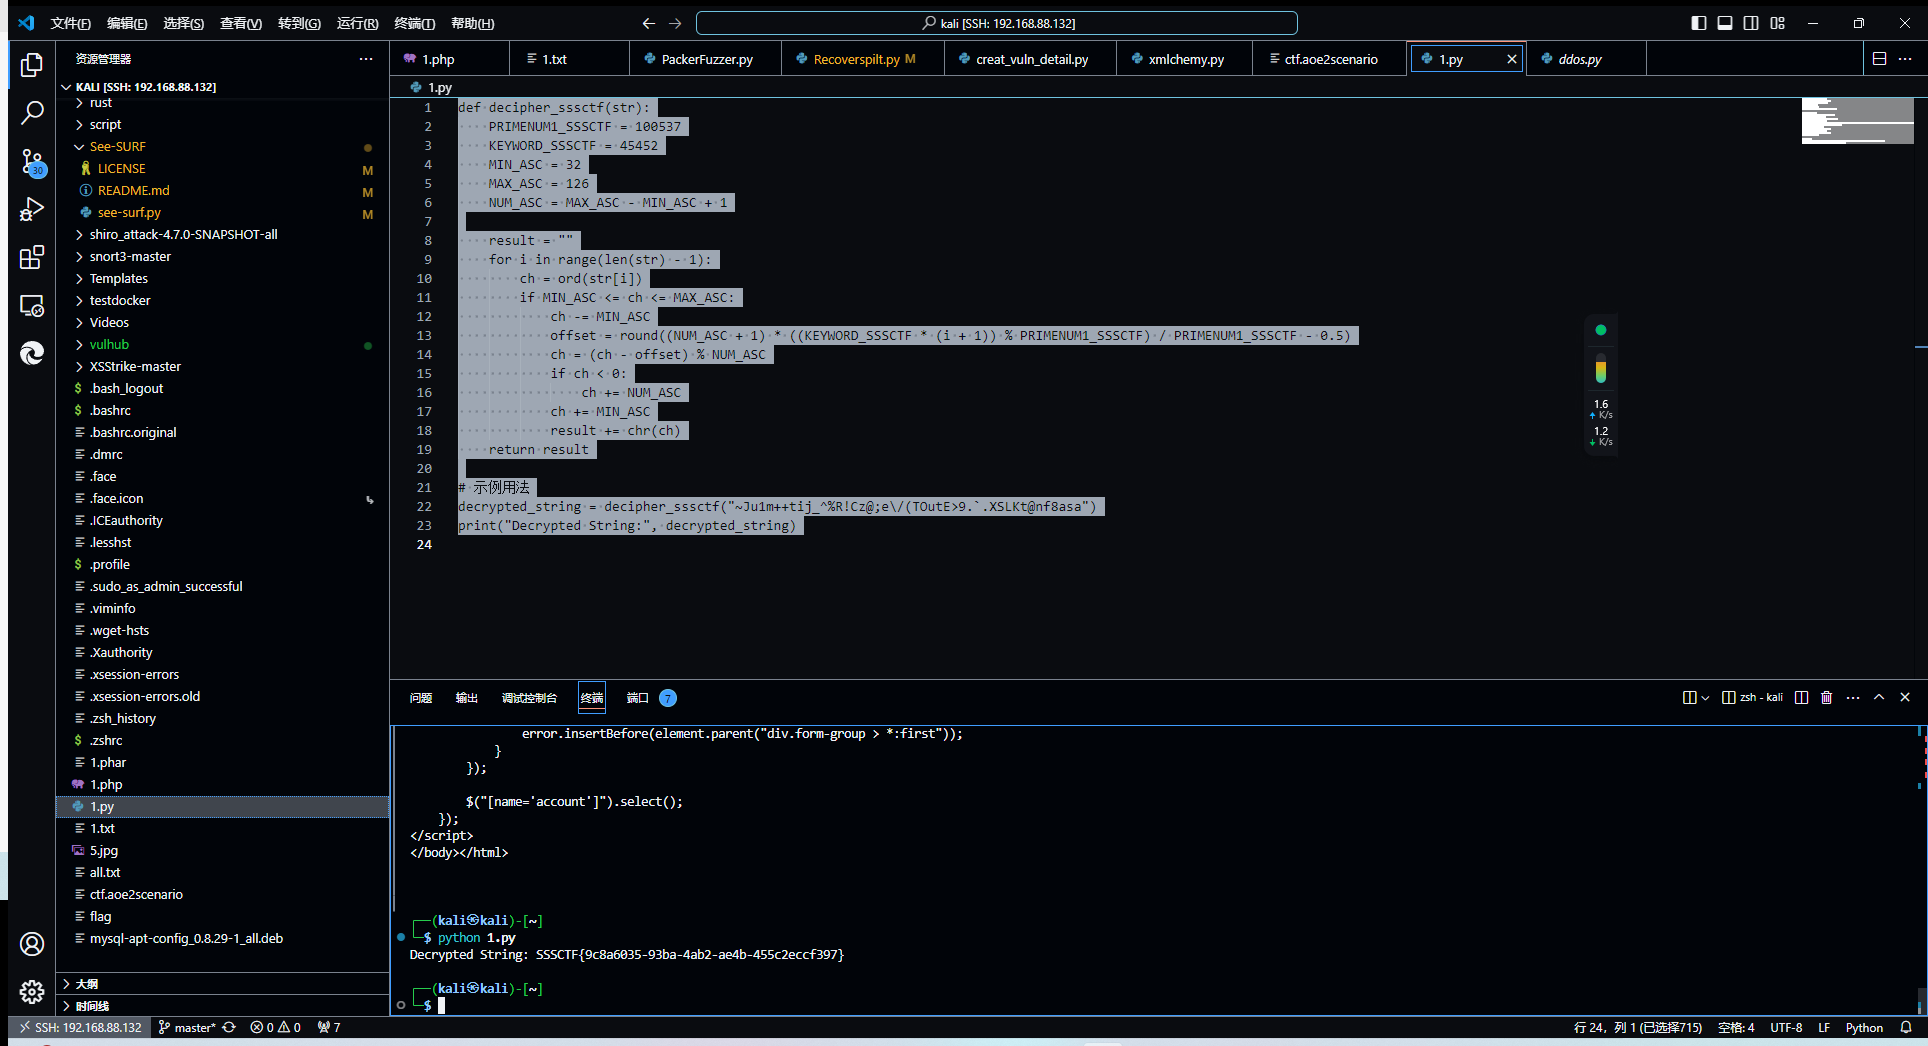 文件(F) 编辑(E) 选择(S) 查看(V) 转到(G) 运行(R) 终端(T) 帮助(H)
kali [SSH: 192.168.88.132]
资源管理器
KALI [SSH: 192.168.88.132]
rust
script
See-SURF
LICENSE M
README.md M
see-surf.py M
shiro_attack-4.7.0-SNAPSHOT-all
snort3-master
Templates
testdocker
Videos
vulhub
XSStrike-master
.bash_logout
.bashrc
.bashrc.original
.dmrc
.face
.face.icon
.ICEauthority
.lesshst
.profile
.sudo_as_admin_successful
.viminfo
.wget-hsts
.Xauthority
.xsession-errors
.xsession-errors.old
.zsh_history
.zshrc
1.phar
1.php
1.py
1.txt
5.jpg
all.txt
ctf.aoe2scenario
flag
mysql-apt-config_0.8.29-1_all.deb
大纲
时间线
30
1.php 1.txt PackerFuzzer.py Recoverspilt.py M creat_vuln_detail.py xmlchemy.py ctf.aoe2scenario 1.py ddos.py
1.py
1 def decipher_sssctf(str):
2     PRIMENUM1_SSSCTF = 100537
3     KEYWORD_SSSCTF = 45452
4     MIN_ASC = 32
5     MAX_ASC = 126
6     NUM_ASC = MAX_ASC - MIN_ASC + 1
7
8     result = ""
9     for i in range(len(str) - 1):
10         ch = ord(str[i])
11         if MIN_ASC <= ch <= MAX_ASC:
12             ch -= MIN_ASC
13             offset = round((NUM_ASC + 1) * ((KEYWORD_SSSCTF * (i + 1)) % PRIMENUM1_SSSCTF) / PRIMENUM1_SSSCTF - 0.5)
14             ch = (ch - offset) % NUM_ASC
15             if ch < 0:
16                 ch += NUM_ASC
17             ch += MIN_ASC
18             result += chr(ch)
19     return result
20
21 # 示例用法
22 decrypted_string = decipher_sssctf("~Ju1m++tij_^%R!Cz@;e\/(TOutE>9.`.XSLKt@nf8asa")
23 print("Decrypted String:", decrypted_string)
24
1.6
K/s
1.2
K/s
问题 输出 调试控制台 终端 端口 7
zsh - kali
error.insertBefore(element.parent("div.form-group > *:first"));
}
});
$("[name='account']").select();
});
</script>
</body></html>
(kali㉿kali)-[~]
$ python 1.py
Decrypted String: SSSCTF{9c8a6035-93ba-4ab2-ae4b-455c2eccf397}
(kali㉿kali)-[~]
$
SSH: 192.168.88.132 master* 0 0 7
行 24，列 1 (已选择715) 空格: 4 UTF-8 LF Python